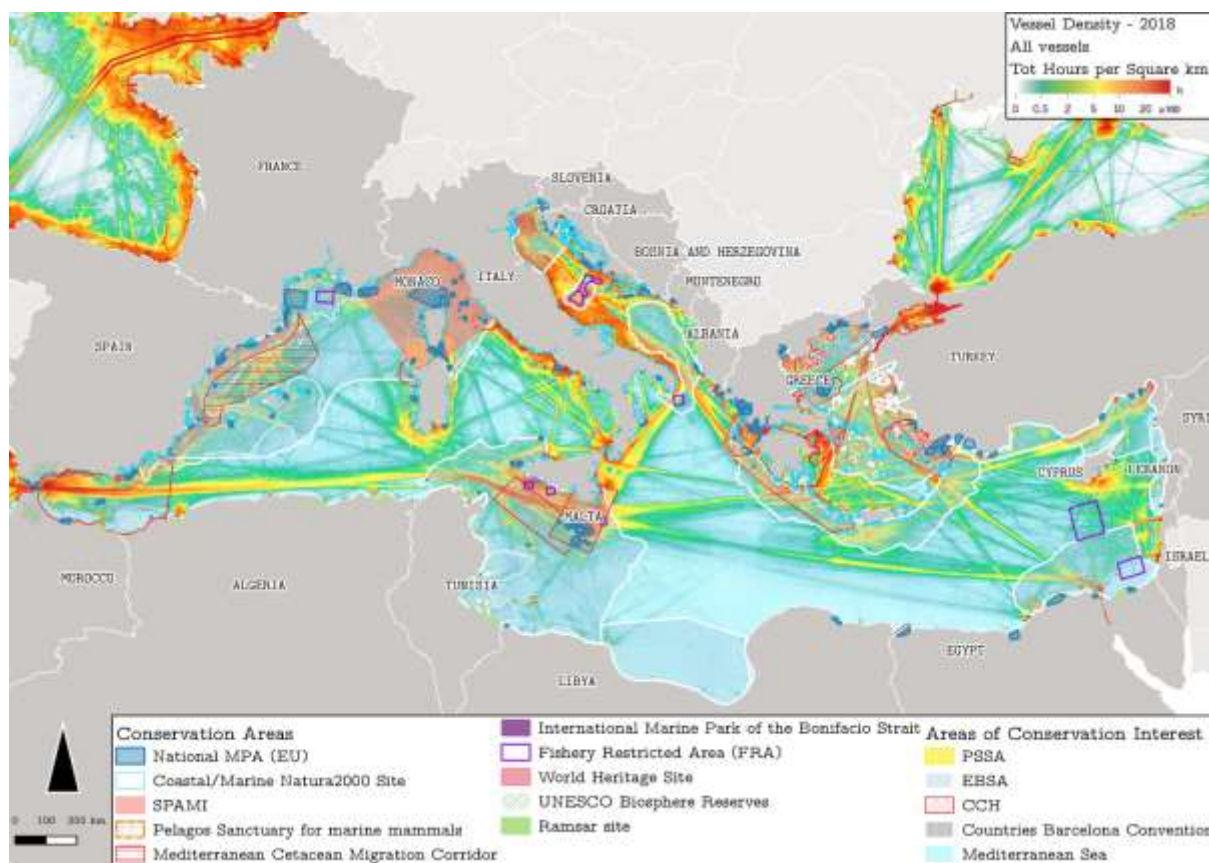 Vessel Density - 2018
All vessels
Tot Hours per Square km
0 0.5 2 5 10 20
h
FRANCE
SLOVENIA
CROATIA
BOSNIA AND HERZEGOVINA
MONACO
ITALY
MONTENEGRO
ALBANIA
SPAIN
GREECE
TURKEY
SYRI
CYPRUS
LEBANON
MALTA
ISRAEL
MOROCCO
ALGERIA
TUNISIA
EGYPT
LIBYA
0 100 300 km
Conservation Areas
National MPA (EU)
Coastal/Marine Natura2000 Site
SPAMI
Pelagos Sanctuary for marine mammals
Mediterranean Cetacean Migration Corridor
International Marine Park of the Bonifacio Strait
Fishery Restricted Area (FRA)
World Heritage Site
UNESCO Biosphere Reserves
Ramsar site
Areas of Conservation Interest
PSSA
EBSA
CCH
Countries Barcelona Convention
Mediterranean Sea